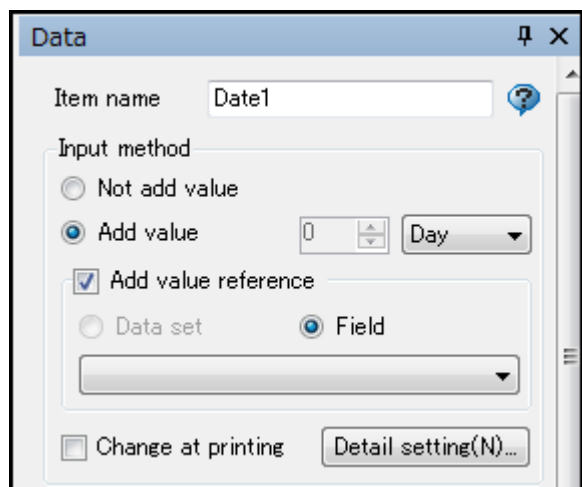 Data
Item name Date1
Input method
Not add value
Add value 0 Day
Add value reference
Data set Field
Change at printing Detail setting(N)...